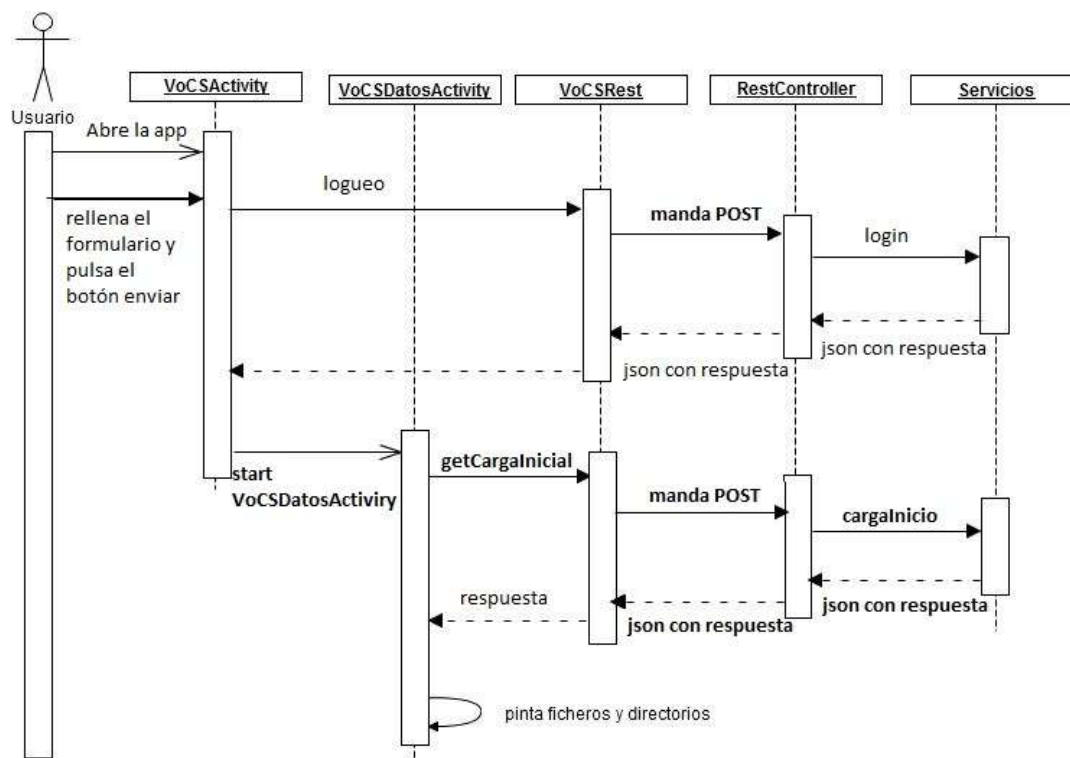 VoCSActivity
VoCSDatosActivity
VoCSRest
RestController
Servicios
Usuario
Abre la app
rellena el
formulario y
pulsa el
botón enviar
logueo
manda POST
login
json con respuesta
json con respuesta
start
VoCSDatosActiviry
getCargaInicial
manda POST
cargaInicio
respuesta
json con respuesta
json con respuesta
pinta ficheros y directorios